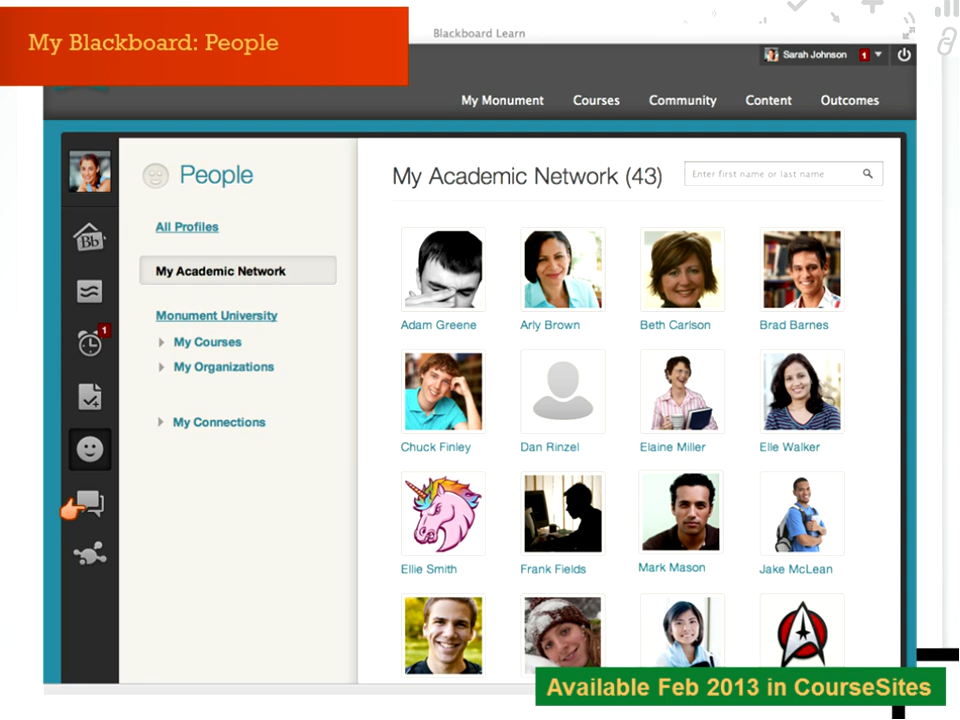 My Blackboard: People
Blackboard Learn
Sarah Johnson 1
My Monument Courses Community Content Outcomes
People
All Profiles
My Academic Network
Monument University
My Courses
My Organizations
My Connections
Bb
1
My Academic Network (43)
Enter first name or last name
Adam Greene Arly Brown Beth Carlson Brad Barnes
Chuck Finley Dan Rinzel Elaine Miller Elle Walker
Ellie Smith Frank Fields Mark Mason Jake McLean
Available Feb 2013 in CourseSites